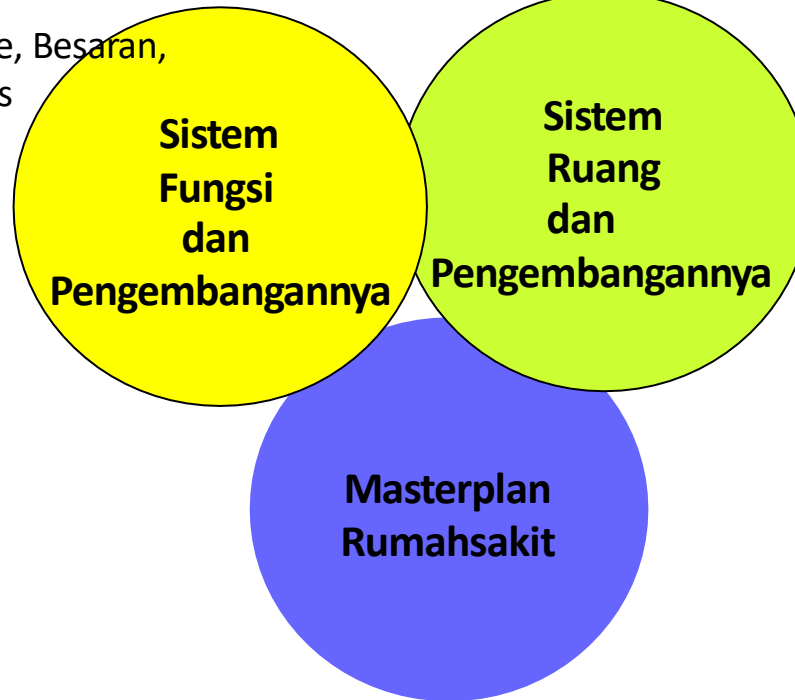 Besaran,
Sistem
Fungsi
dan
Pengembangannya
Sistem
Ruang
dan
Pengembangannya
Masterplan
Rumahsakit